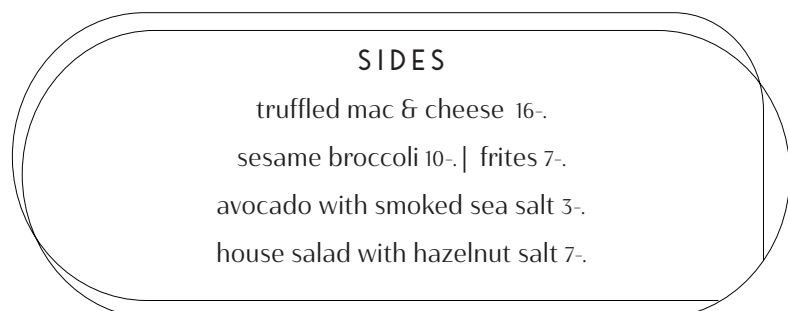 SIDES
truffled mac & cheese 16-.
sesame broccoli 10-. | frites 7-.
avocado with smoked sea salt 3-.
house salad with hazelnut salt 7-.